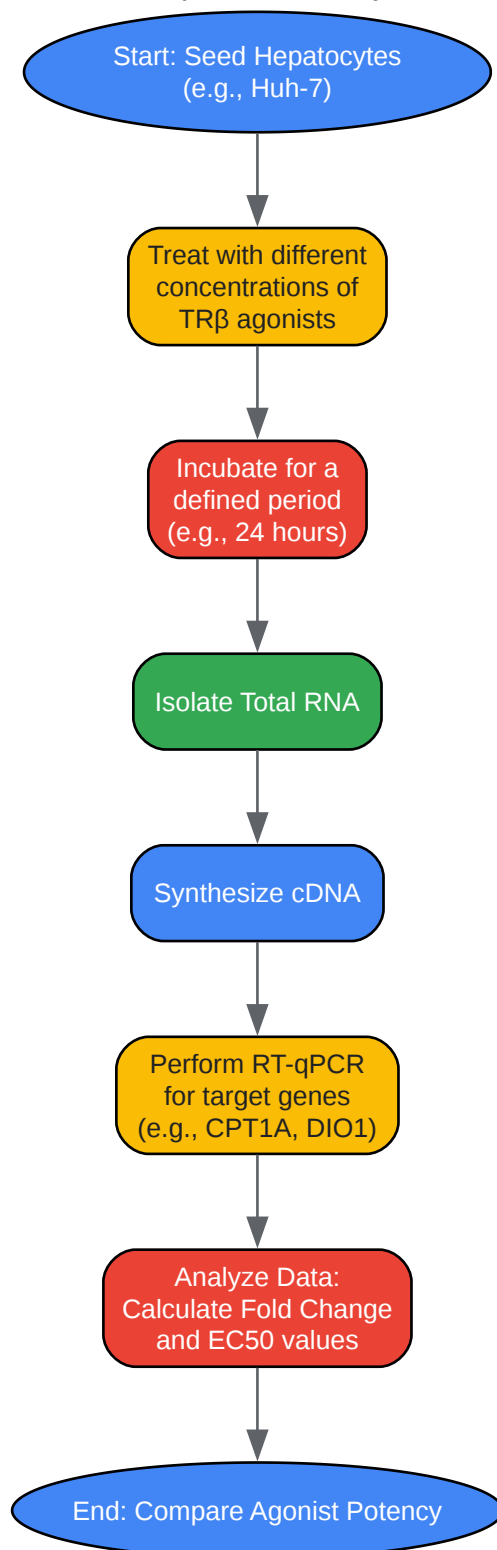 Start: Seed Hepatocytes
(e.g., Huh-7)
Treat with different
concentrations of
TRβ agonists
Incubate for a
defined period
(e.g., 24 hours)
Isolate Total RNA
Synthesize cDNA
Perform RT-qPCR
for target genes
(e.g., CPT1A, DIO1)
Analyze Data:
Calculate Fold Change
and EC50 values
End: Compare Agonist Potency